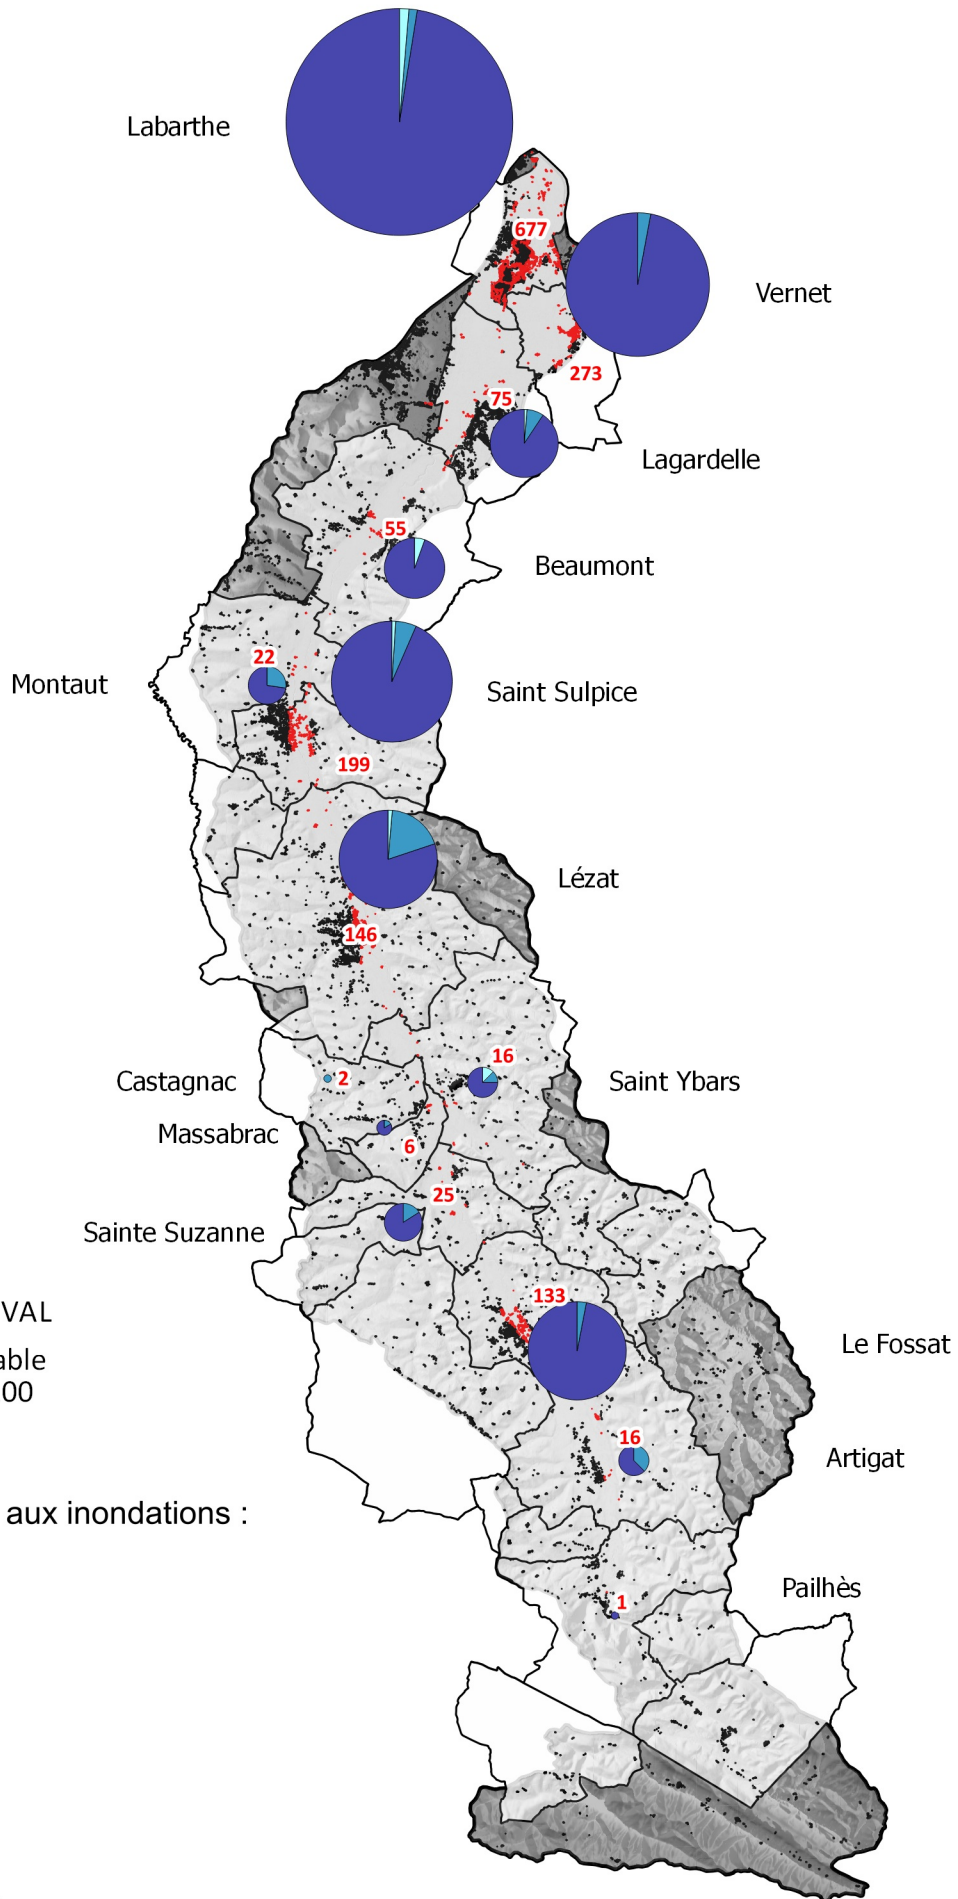 Labarthe
677
Vernet
273
75
Lagardelle
55
Beaumont
22
Montaut
Saint Sulpice
199
Lézat
146
16
Castagnac
2
Saint Ybars
Massabrac
6
25
Sainte Suzanne
133
VAL
Le Fossat
able
00
16
Artigat
aux inondations :
Pailhès
1